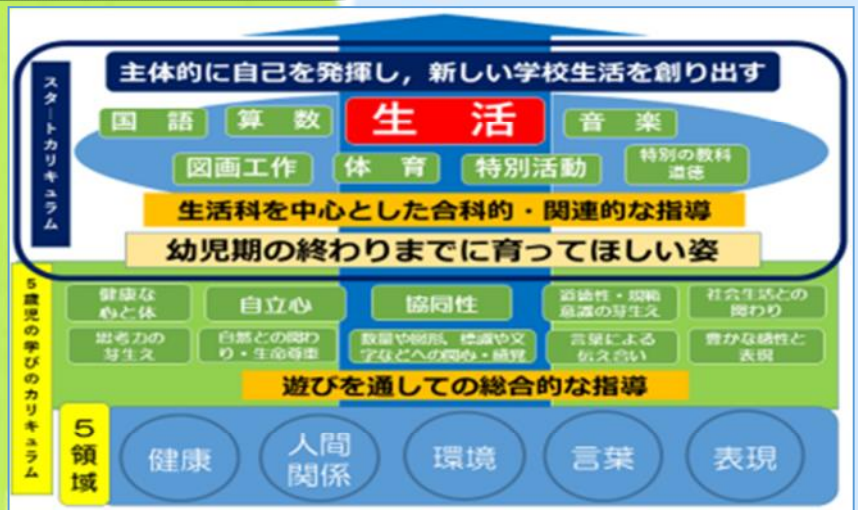 主体的に自己を発揮し，新しい学校生活を創り出す
スタートカリキュラム
国 語
算 数
生 活
音 楽
図画工作
体 育
特別活動
特別の教科
道徳
生活科を中心とした合科的・関連的な指導
幼児期の終わりまでに育ってほしい姿
5歳児の学びのカリキュラム
健康な
心と体
自立心
協同性
道徳性・規範
意識の芽生え
社会生活との
関わり
思考力の
芽生え
自然との関わ
り・生命尊重
数量や図形、標識や文
字などへの関心・感覚
言葉による
伝え合い
豊かな感性と
表現
遊びを通しての総合的な指導
5
領
域
健康
人間
関係
環境
言葉
表現